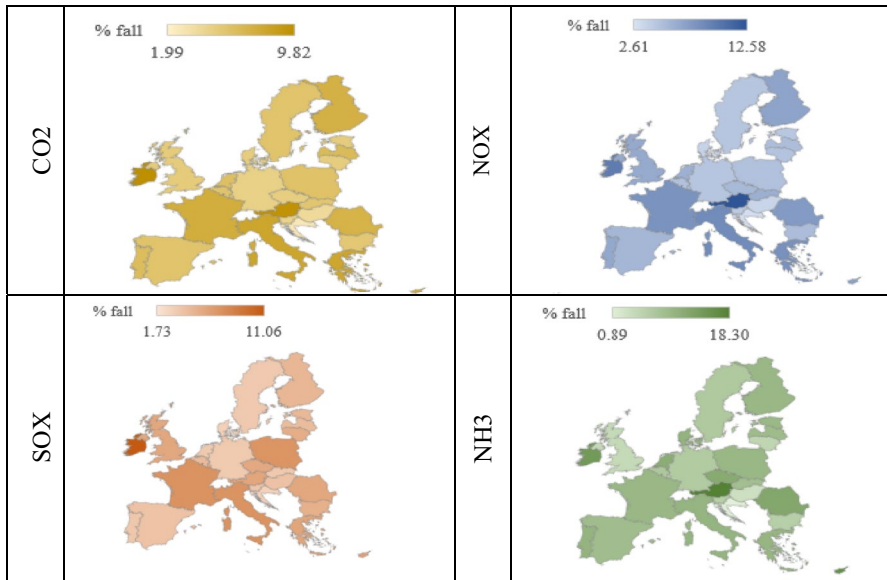 CO2
% fall
1.99 9.82
NOX
% fall
2.61 12.58
SOX
% fall
1.73 11.06
NH3
% fall
0.89 18.30